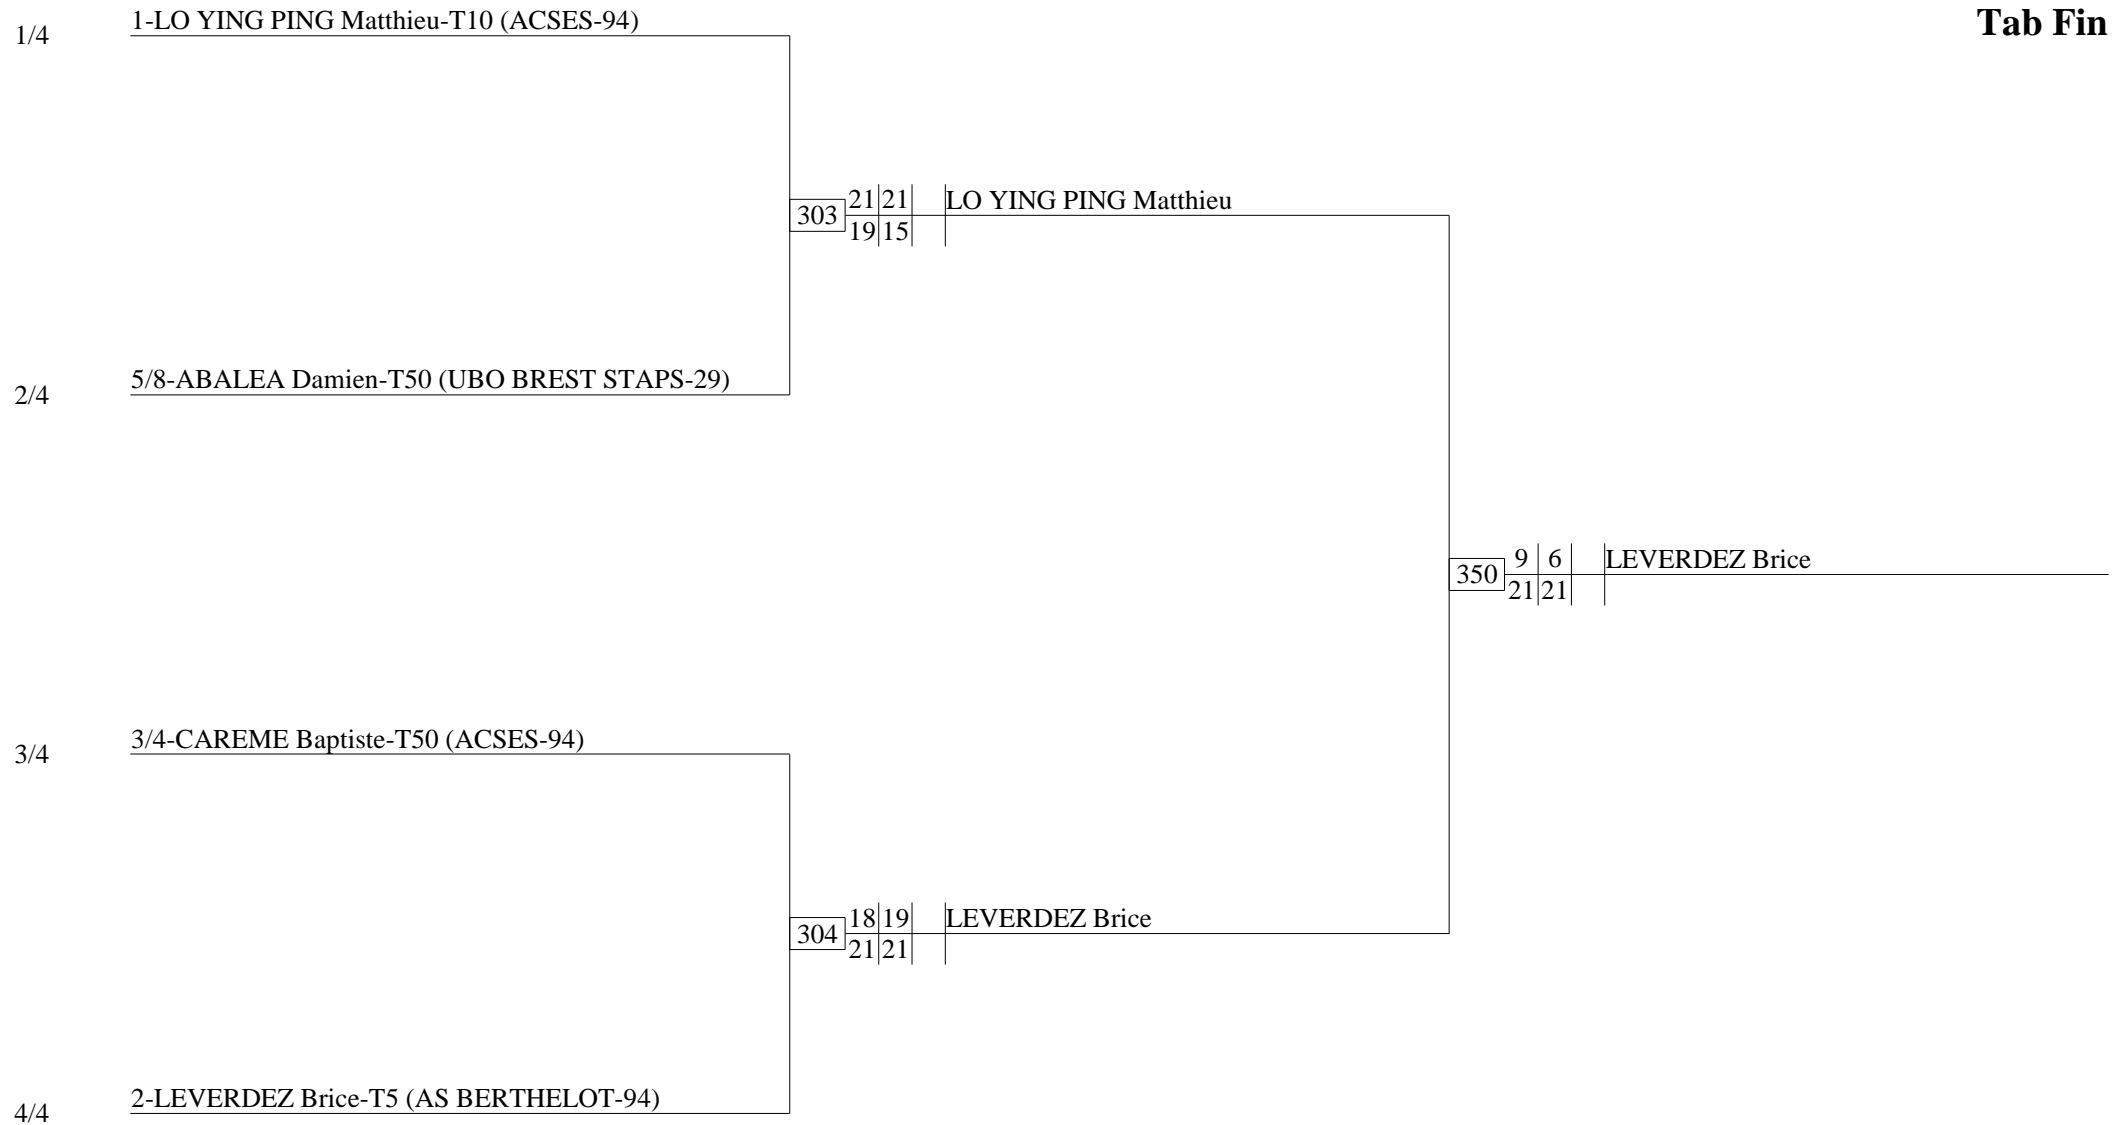 Tab Fin
1/4
1-LO YING PING Matthieu-T10 (ACSES-94)
303
21 21
19 15
LO YING PING Matthieu
2/4
5/8-ABALEA Damien-T50 (UBO BREST STAPS-29)
350
9 6
21 21
LEVERDEZ Brice
3/4
3/4-CAREME Baptiste-T50 (ACSES-94)
304
18 19
21 21
LEVERDEZ Brice
4/4
2-LEVERDEZ Brice-T5 (AS BERTHELOT-94)